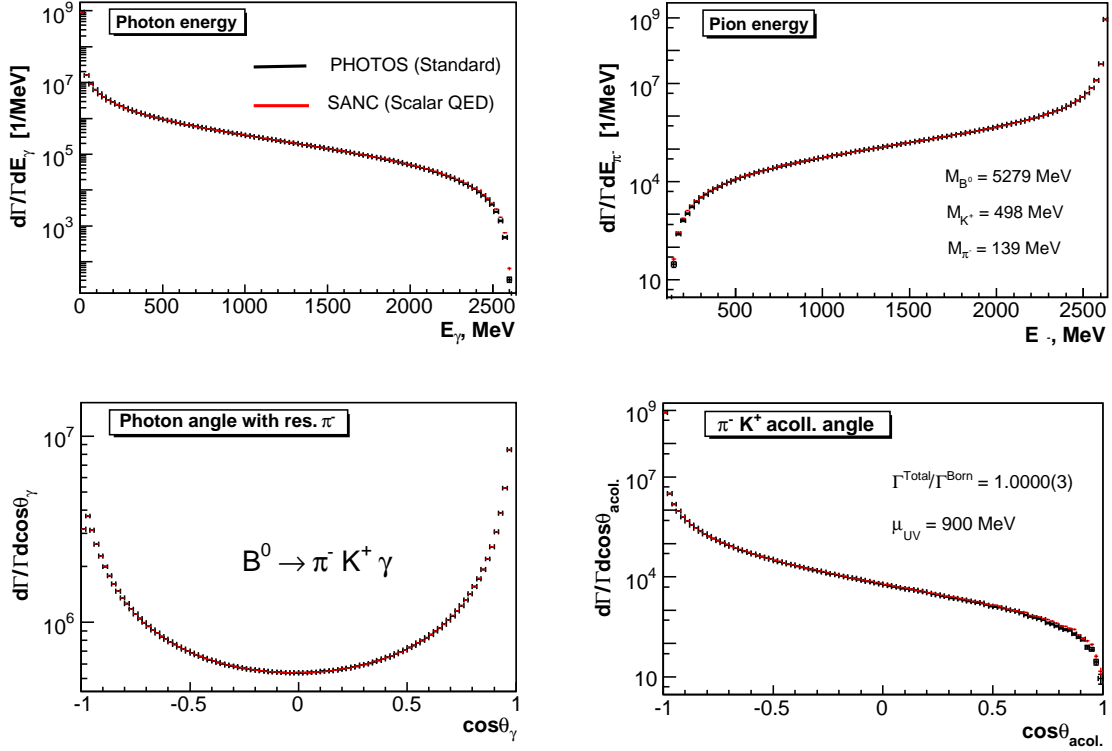 Photon energy
PHOTOS (Standard)
SANC (Scalar QED)
dΓ/ΓdE_γ [1/MeV]
10^9
10^7
10^5
10^3
0 500 1000 1500 2000 2500
E_γ, MeV
Pion energy
dΓ/ΓdE_π⁻ [1/MeV]
10^9
10^7
10^4
10
M_B⁰ = 5279 MeV
M_K⁺ = 498 MeV
M_π⁻ = 139 MeV
500 1000 1500 2000 2500
E -, MeV
Photon angle with res. π⁻
dΓ/Γdcosθ_γ
10^7
10^6
B⁰ → π⁻ K⁺ γ
-1 -0.5 0 0.5 1
cosθ_γ
π⁻ K⁺ acoll. angle
dΓ/Γdcosθ_acol.
10^9
10^7
10^4
10
Γ^Total/Γ^Born = 1.0000(3)
μ_UV = 900 MeV
-1 -0.5 0 0.5 1
cosθ_acol.